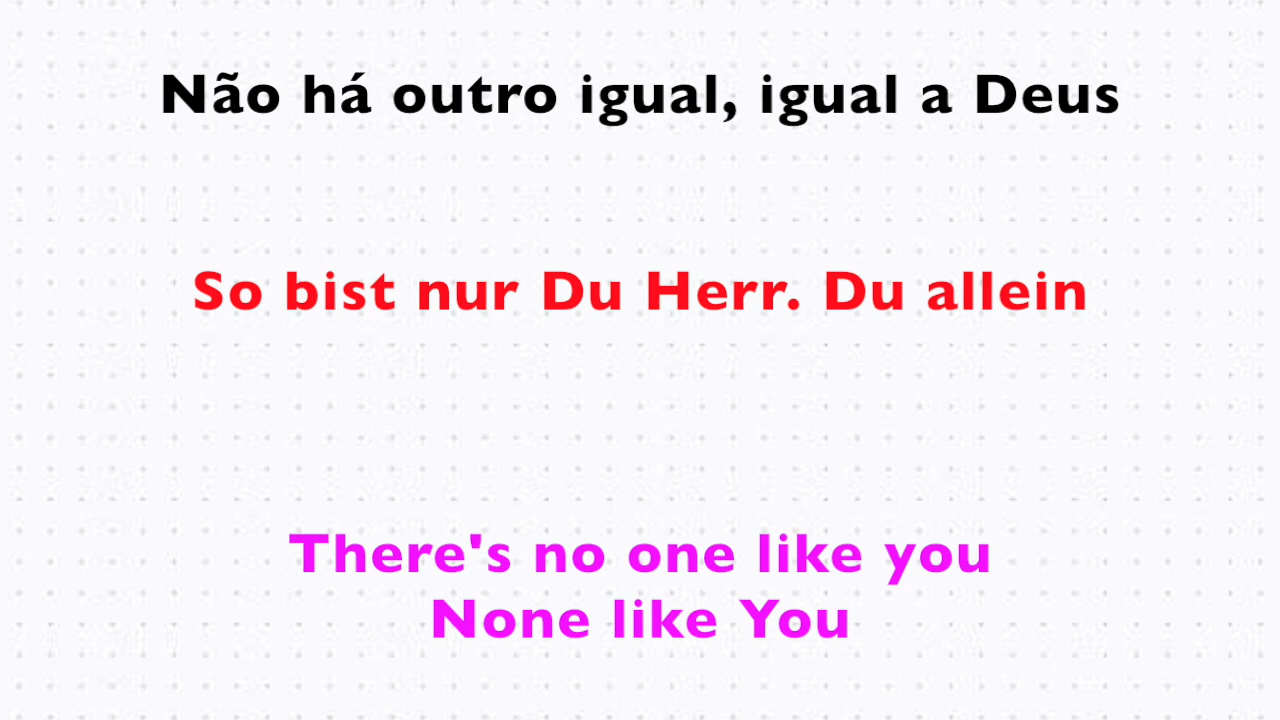 Não há outro igual, igual a Deus
So bist nur Du Herr. Du allein
There's no one like you
None like You